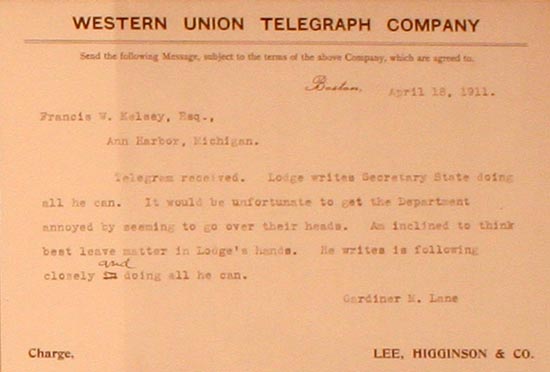 WESTERN UNION TELEGRAPH COMPANY
Send the following Message, subject to the terms of the above Company, which are agreed to.
Boston, April 18, 1911.
Francis W. Kelsey, Esq.,
Ann Harbor, Michigan.
Telegram received. Lodge writes Secretary State doing
all he can. It would be unfortunate to get the Department
annoyed by seeming to go over their heads. Am inclined to think
best leave matter in Lodge's hands. He writes is following
and
closely doing all he can.
Gardiner M. Lane
Charge, LEE, HIGGINSON & CO.